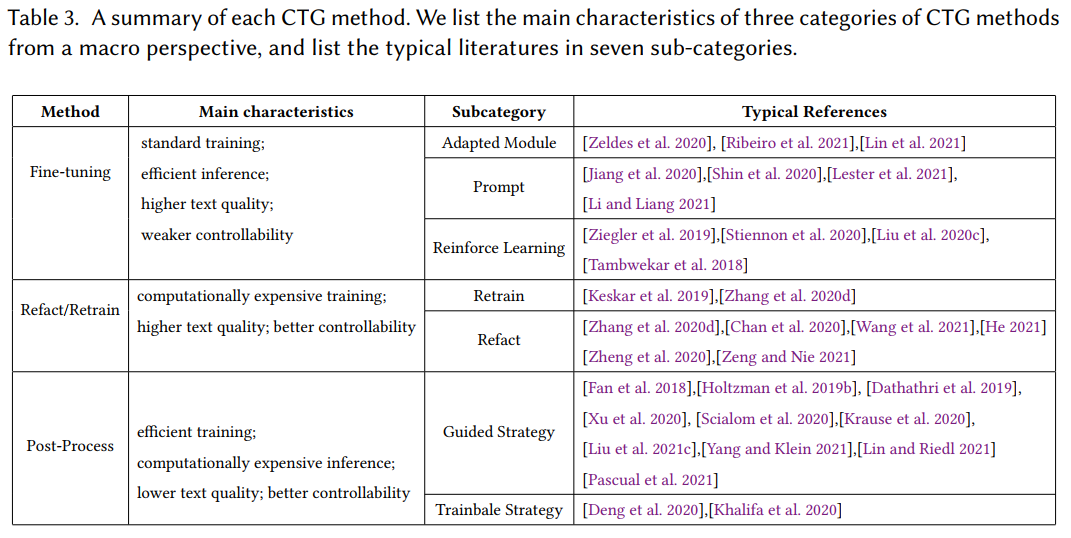 Table 3. A summary of each CTG method. We list the main characteristics of three categories of CTG methods
from a macro perspective, and list the typical literatures in seven sub-categories.
Method Main characteristics Subcategory Typical References
Fine-tuning
standard training;
efficient inference;
higher text quality;
weaker controllability
Adapted Module
[Zeldes et al. 2020], [Ribeiro et al. 2021],[Lin et al. 2021]
Prompt
[Jiang et al. 2020],[Shin et al. 2020],[Lester et al. 2021],
[Li and Liang 2021]
Reinforce Learning
[Ziegler et al. 2019],[Stiennon et al. 2020],[Liu et al. 2020c],
[Tambwekar et al. 2018]
Refact/Retrain
computationally expensive training;
higher text quality; better controllability
Retrain
[Keskar et al. 2019],[Zhang et al. 2020d]
Refact
[Zhang et al. 2020d],[Chan et al. 2020],[Wang et al. 2021],[He 2021]
[Zheng et al. 2020],[Zeng and Nie 2021]
Post-Process
efficient training;
computationally expensive inference;
lower text quality; better controllability
Guided Strategy
[Fan et al. 2018],[Holtzman et al. 2019b], [Dathathri et al. 2019],
[Xu et al. 2020], [Scialom et al. 2020],[Krause et al. 2020],
[Liu et al. 2021c],[Yang and Klein 2021],[Lin and Riedl 2021]
[Pascual et al. 2021]
Trainbale Strategy
[Deng et al. 2020],[Khalifa et al. 2020]